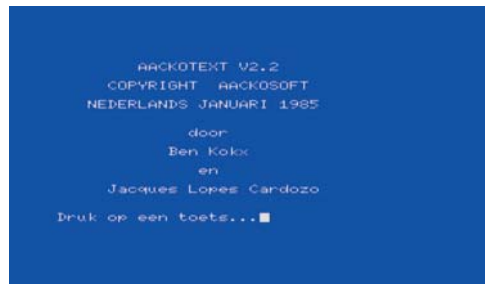 AACKOTEXT V2.2
COPYRIGHT AACKOSOFT
NEDERLANDS JANUARI 1985
door
Ben Kokx
en
Jacques Lopes Cardozo
Druk op een toets...